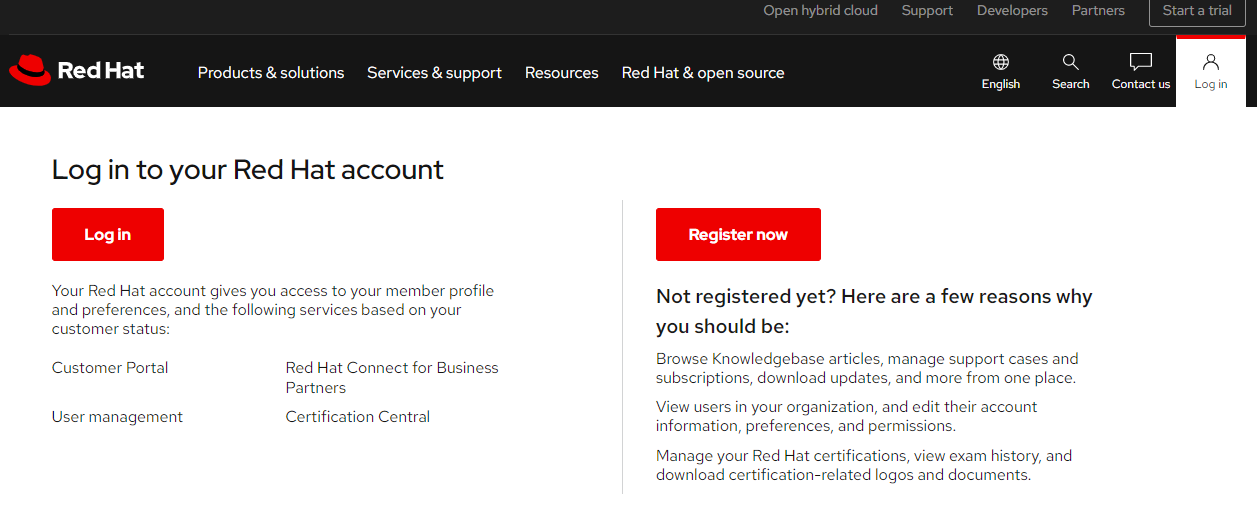 Open hybrid cloud Support Developers Partners Start a trial
Red Hat Products & solutions Services & support Resources Red Hat & open source English Search Contact us Log in
Log in to your Red Hat account
Log in
Your Red Hat account gives you access to your member profile
and preferences, and the following services based on your
customer status:
Customer Portal
Red Hat Connect for Business
Partners
User management
Certification Central
Register now
Not registered yet? Here are a few reasons why
you should be:
Browse Knowledgebase articles, manage support cases and
subscriptions, download updates, and more from one place.
View users in your organization, and edit their account
information, preferences, and permissions.
Manage your Red Hat certifications, view exam history, and
download certification-related logos and documents.